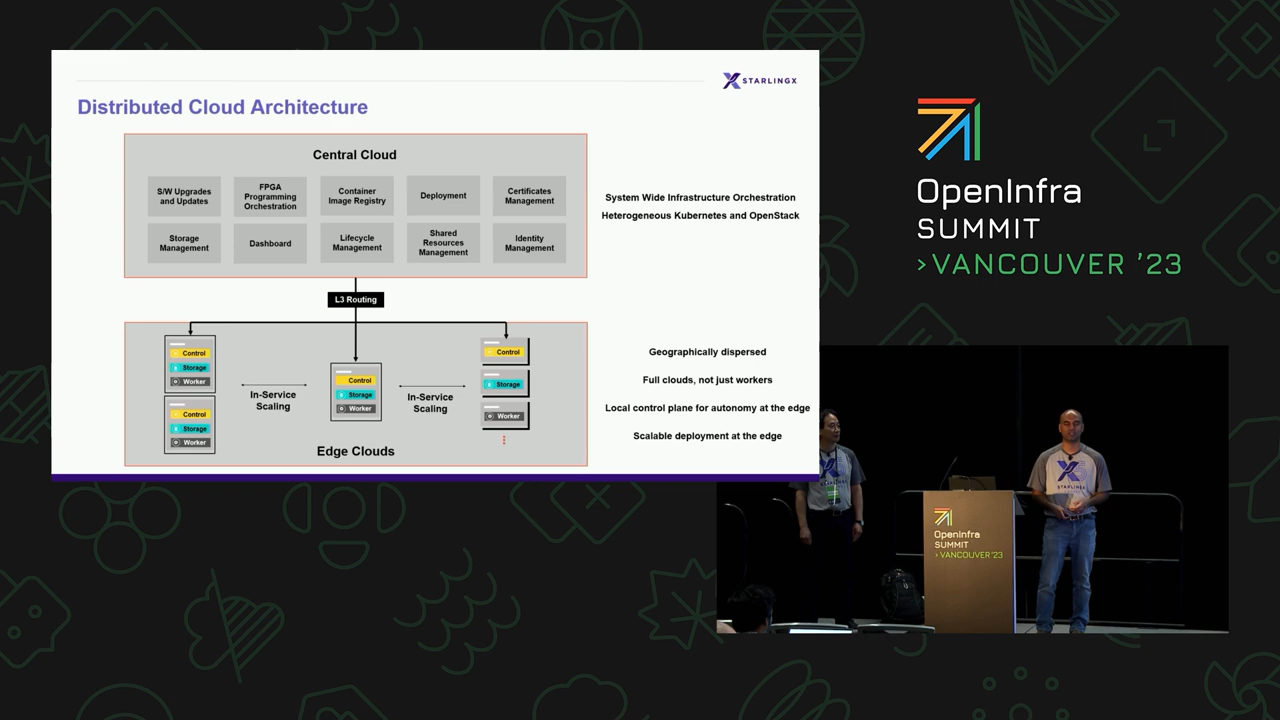 STARLINGX
Distributed Cloud Architecture
Central Cloud
S/W Upgrades
and Updates
FPGA
Programming
Orchestration
Container
Image Registry
Deployment
Certificates
Management
Storage
Management
Dashboard
Lifecycle
Management
Shared
Resources
Management
Identity
Management
System Wide Infrastructure Orchestration
Heterogeneous Kubernetes and OpenStack
L3 Routing
Control
Storage
Worker
Control
Storage
Worker
In-Service
Scaling
Control
Storage
Worker
In-Service
Scaling
Control
Storage
Worker
Edge Clouds
Geographically dispersed
Full clouds, not just workers
Local control plane for autonomy at the edge
Scalable deployment at the edge
OpenInfra
SUMMIT
>VANCOUVER '23
STARLINGX
OpenInfra
SUMMIT
>VANCOUVER '23